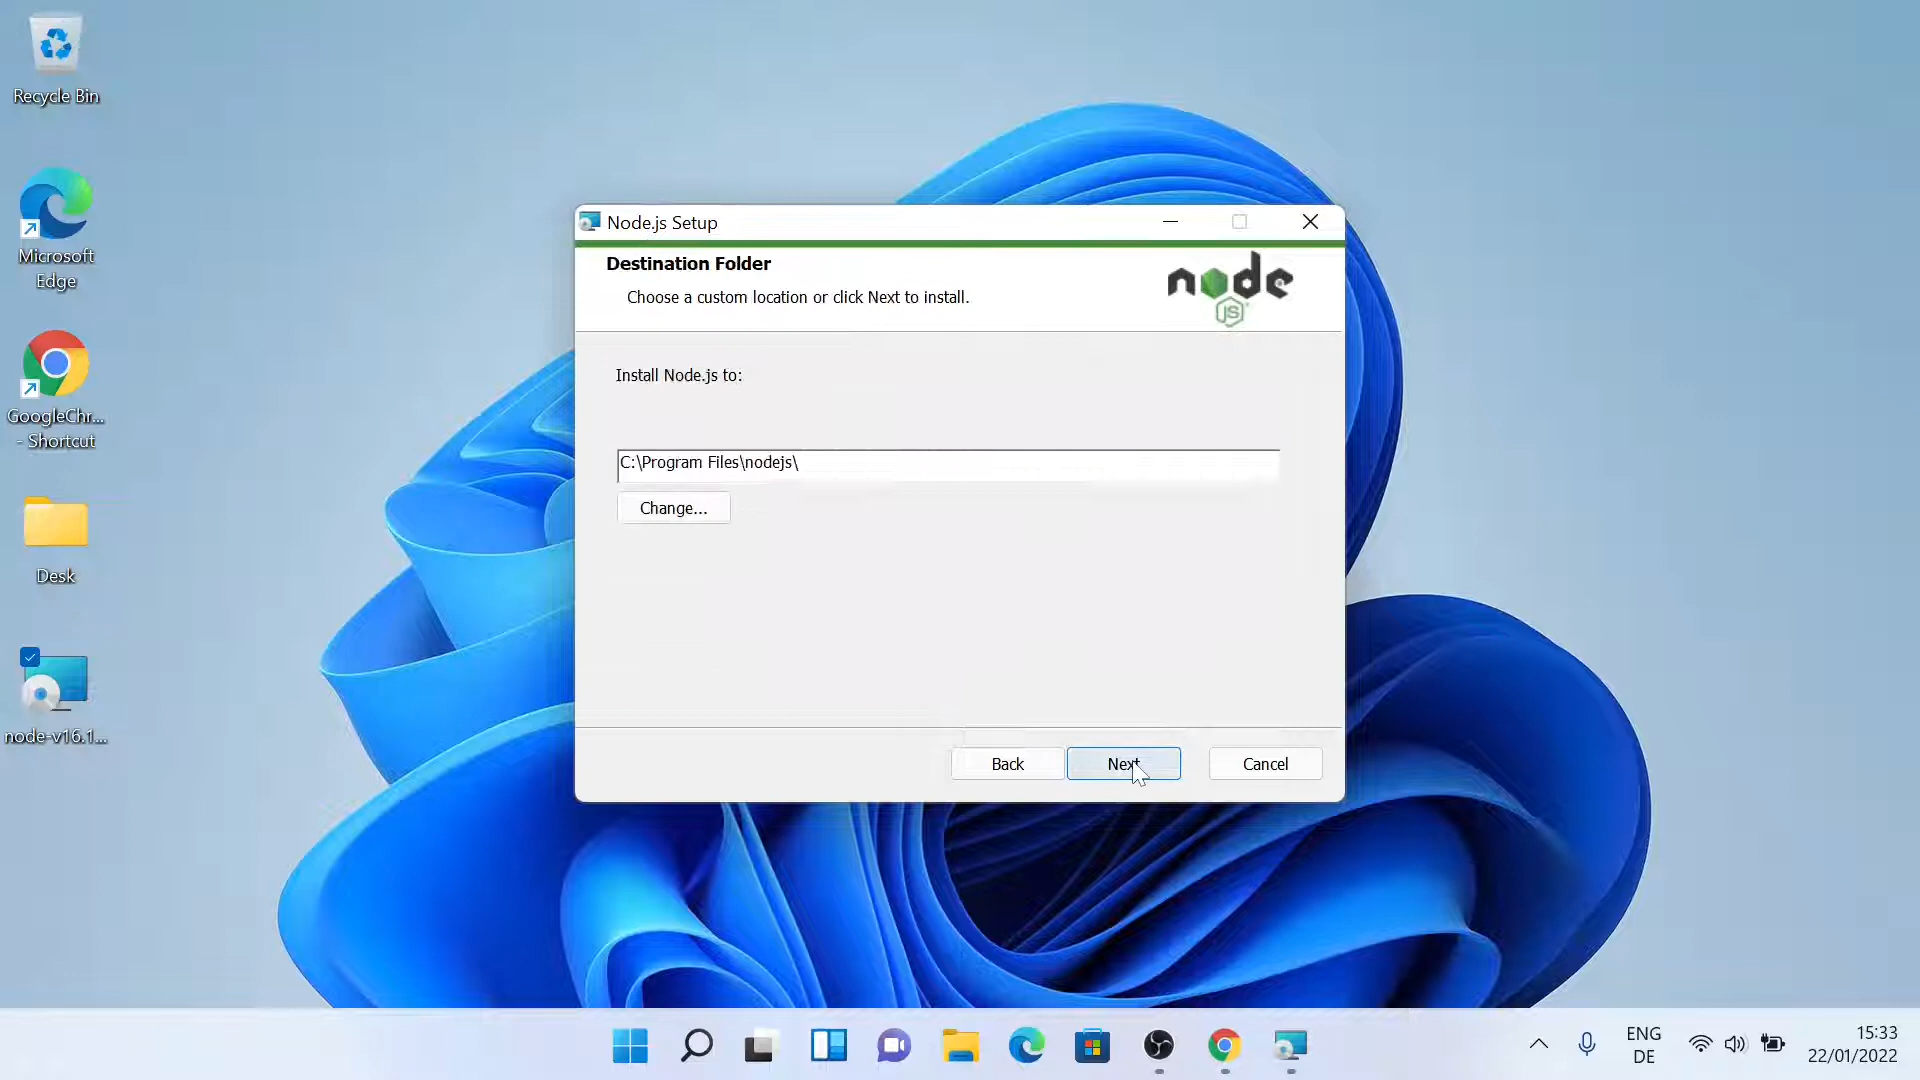 Recycle Bin
Microsoft
Edge
GoogleChr...
- Shortcut
Desk
node-v16.1...
Node.js Setup
Destination Folder
Choose a custom location or click Next to install.
node
JS
Install Node.js to:
C:\Program Files\nodejs\
Change...
Back
Next
Cancel
ENG
DE
15:33
22/01/2022